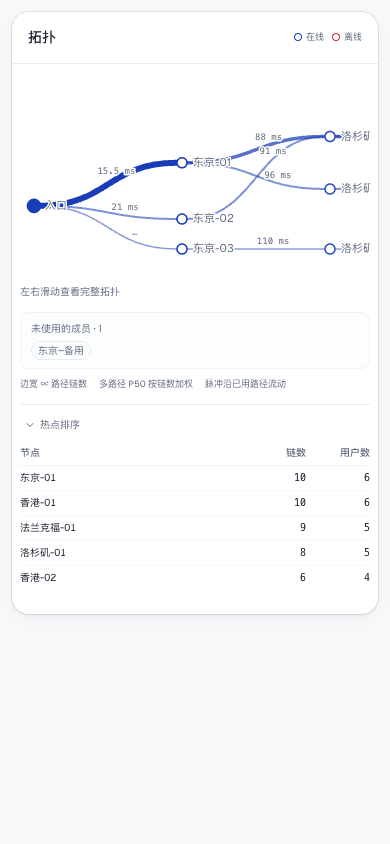 拓扑
在线 离线
88 ms
洛杉矶
91 ms
东京-01
15.5 ms
96 ms
洛杉矶
入口
21 ms
东京-02
—
110 ms
东京-03
洛杉矶
左右滑动查看完整拓扑
未使用的成员 · 1
东京-备用
边宽 ∝ 路径链数 多路径 P50 按链数加权 脉冲沿已用路径流动
热点排序
节点 链数 用户数
东京-01 10 6
香港-01 10 6
法兰克福-01 9 5
洛杉矶-01 8 5
香港-02 6 4